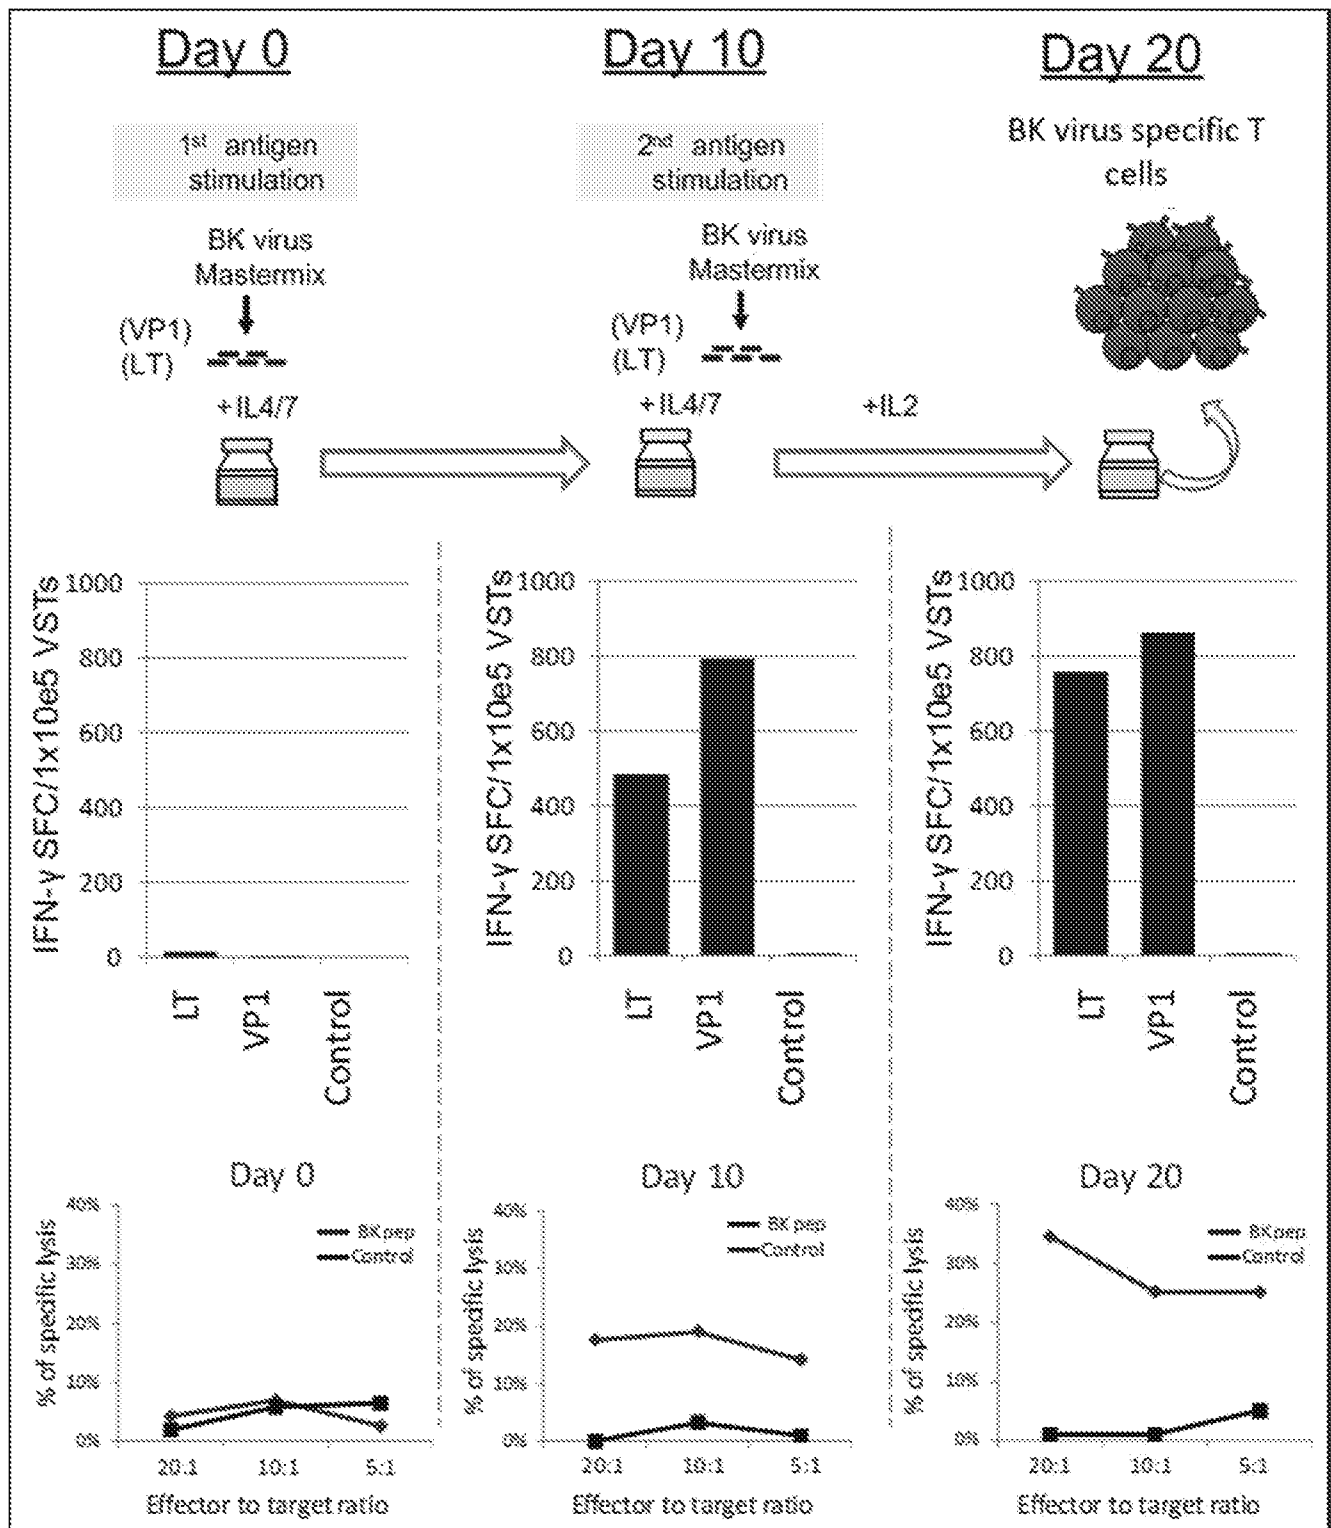 Day 0
Day 10
Day 20
1st antigen
stimulation
2nd antigen
stimulation
BK virus specific T
cells
BK virus
Mastermix
BK virus
Mastermix
(VP1)
(LT)
(VP1)
(LT)
+IL4/7
+IL4/7
+IL2
IFN-γ SFC/1x10e5 VSTs
1000
800
600
400
200
0
LT
VP1
Control
IFN-γ SFC/1x10e5 VSTs
1000
800
600
400
200
0
LT
VP1
Control
IFN-γ SFC/1x10e5 VSTs
1000
800
600
400
200
0
LT
VP1
Control
Day 0
% of specific lysis
40%
30%
20%
10%
0%
BKpep
Control
20:1
10:1
5:1
Effector to target ratio
Day 10
% of specific lysis
40%
30%
20%
10%
0%
BK pep
Control
20:1
10:1
5:1
Effector to target ratio
Day 20
% of specific lysis
40%
30%
20%
10%
0%
BKpep
Control
20:1
10:1
5:1
Effector to target ratio